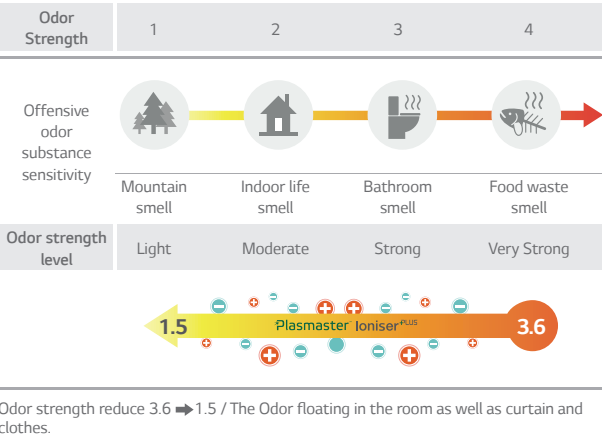 Odor Strength 1 2 3 4
Offensive
odor
substance
sensitivity
Mountain smell Indoor life smell Bathroom smell Food waste smell
Odor strength level Light Moderate Strong Very Strong
1.5 Plasmaster Ioniser PLUS 3.6
Odor strength reduce 3.6 ➡ 1.5 / The Odor floating in the room as well as curtain and
clothes.